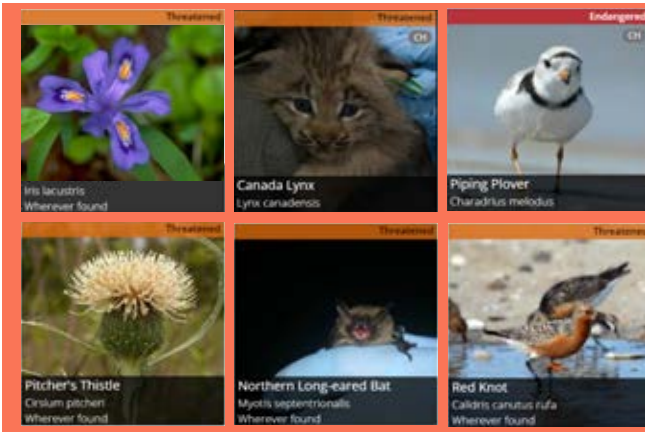 Threatened
Iris lacustris
Wherever found
Threatened
CH
Canada Lynx
Lynx canadensis
Endangered
CH
Piping Plover
Charadrius melodus
Threatened
Pitcher's Thistle
Cirsium pitcheri
Wherever found
Threatened
Northern Long-eared Bat
Myotis septentrionalis
Wherever found
Threatened
Red Knot
Calidris canutus rufa
Wherever found